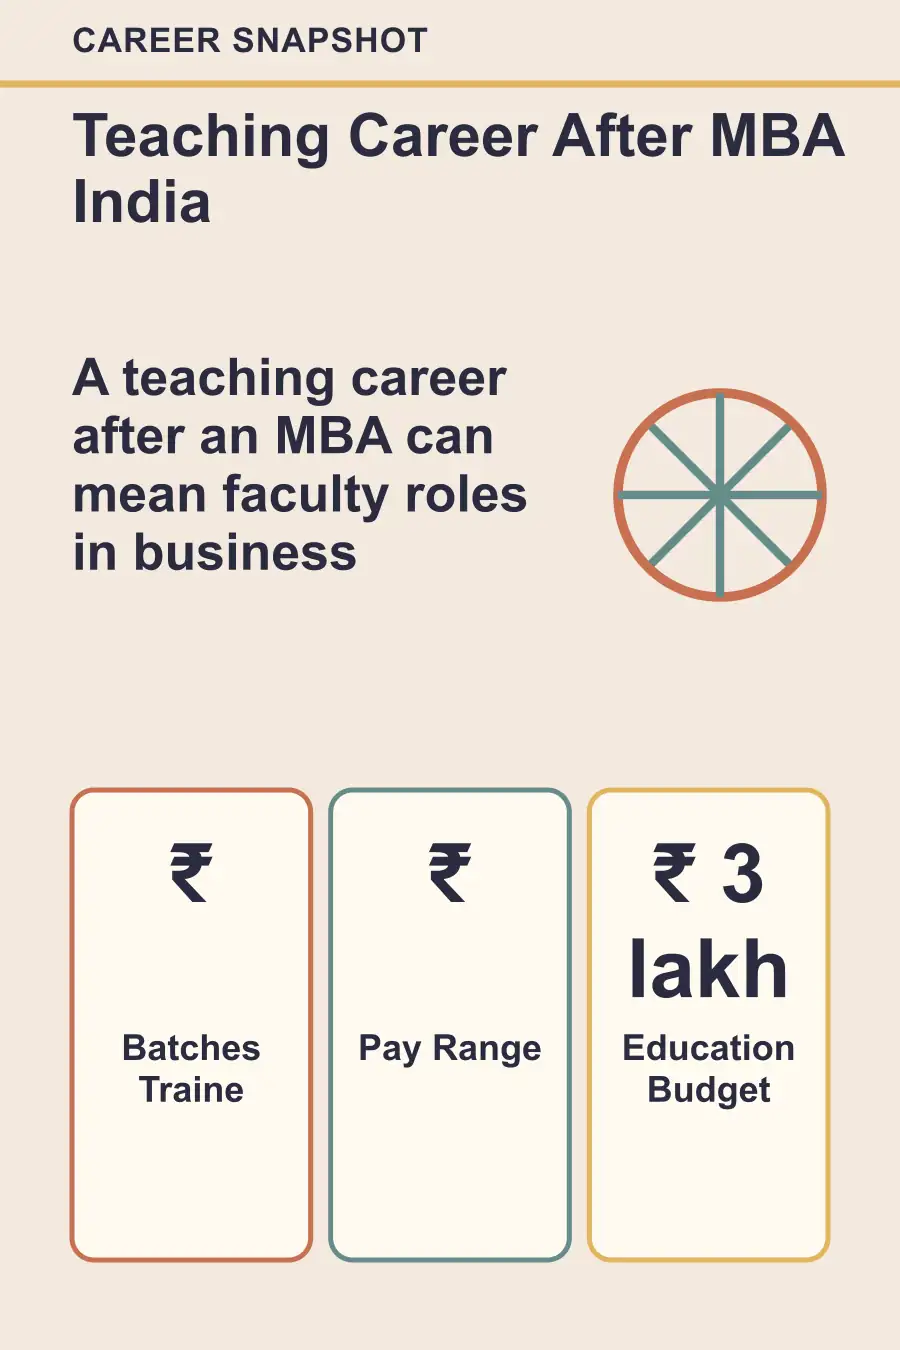 CAREER SNAPSHOT
Teaching Career After MBA
India
A teaching career
after an MBA can
mean faculty roles
in business
₹
Batches
Traine
₹
Pay Range
₹ 3
lakh
Education
Budget